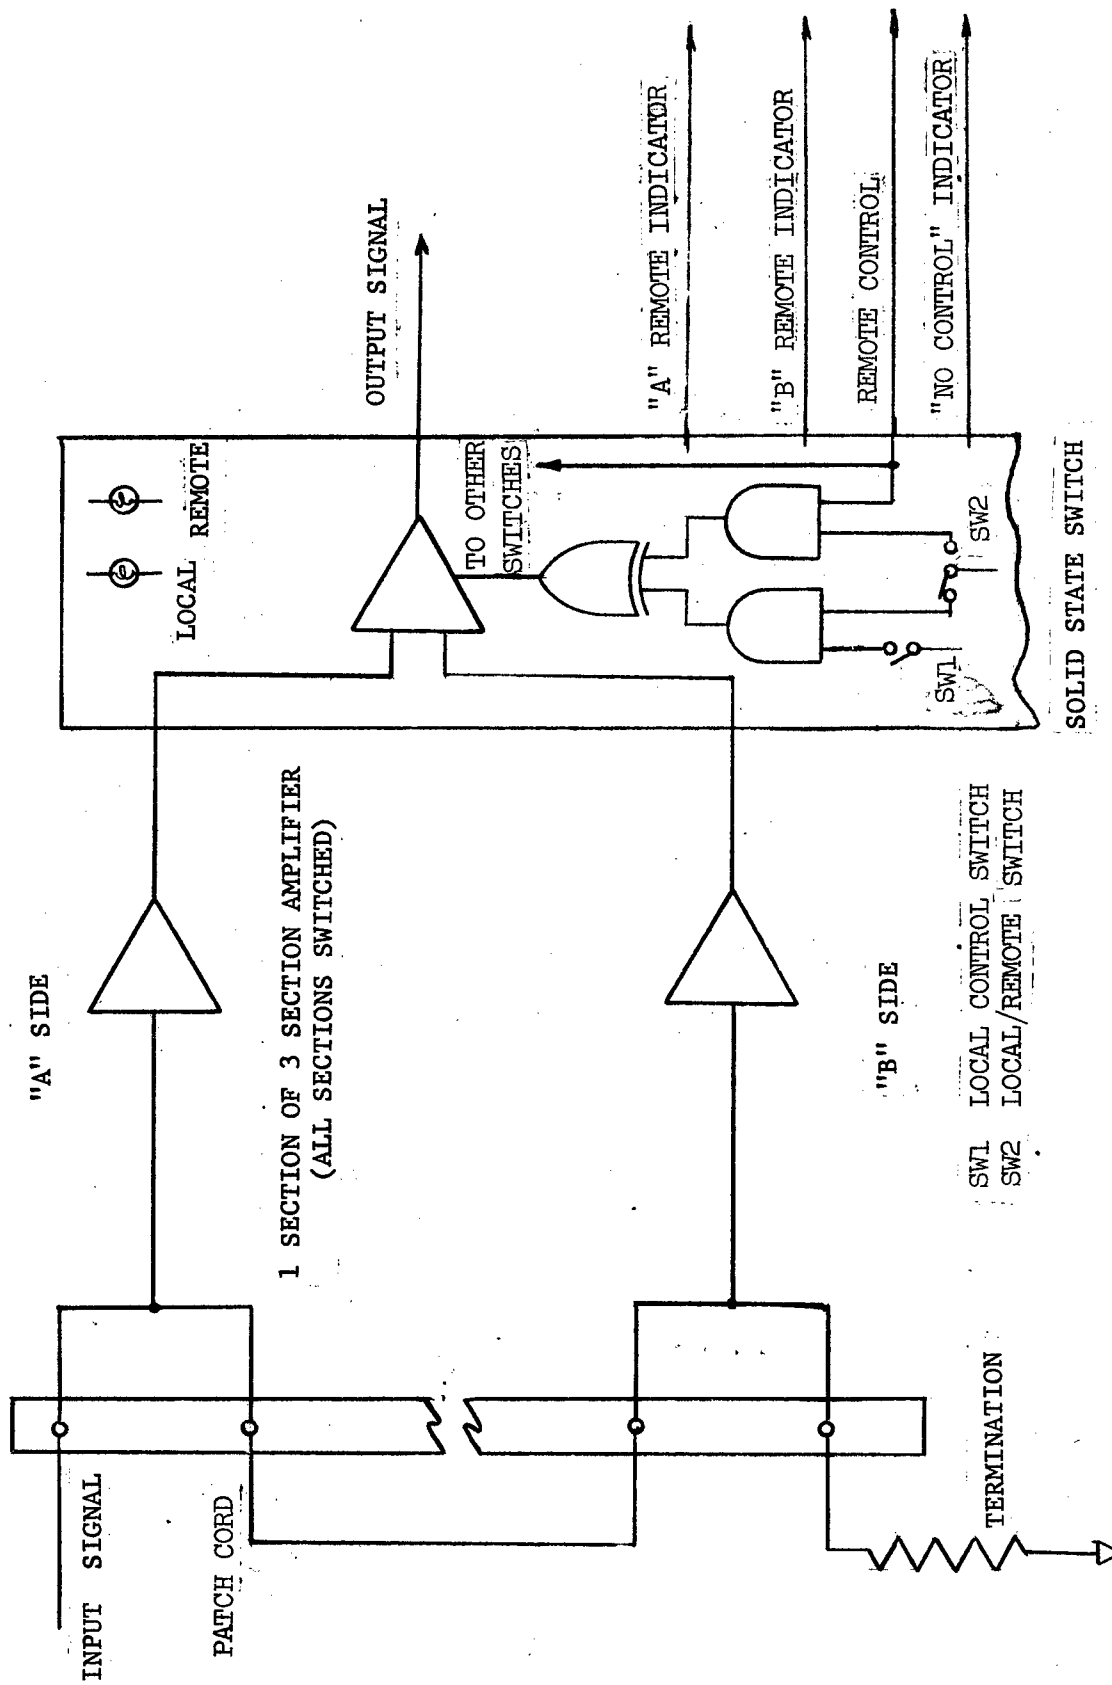 "A" SIDE
INPUT SIGNAL
PATCH CORD
1 SECTION OF 3 SECTION AMPLIFIER
(ALL SECTIONS SWITCHED)
LOCAL
REMOTE
OUTPUT SIGNAL
TO OTHER
SWITCHES
"A" REMOTE INDICATOR
"B" REMOTE INDICATOR
REMOTE CONTROL
"NO CONTROL" INDICATOR
SW1
SW2
"B" SIDE
TERMINATION
SW1 LOCAL CONTROL SWITCH
SW2 LOCAL/REMOTE SWITCH
SOLID STATE SWITCH